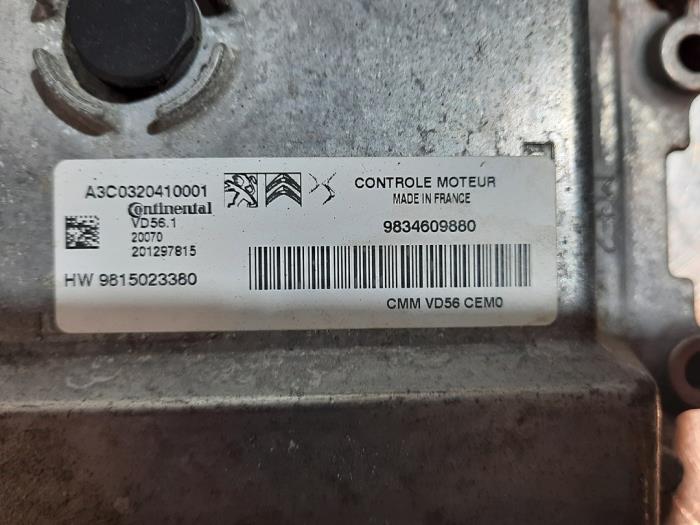 A3C0320410001
Continental
VD56.1
20070
201297815
HW 9815023380
CONTROLE MOTEUR
MADE IN FRANCE
9834609880
CMM VD56 CEM0